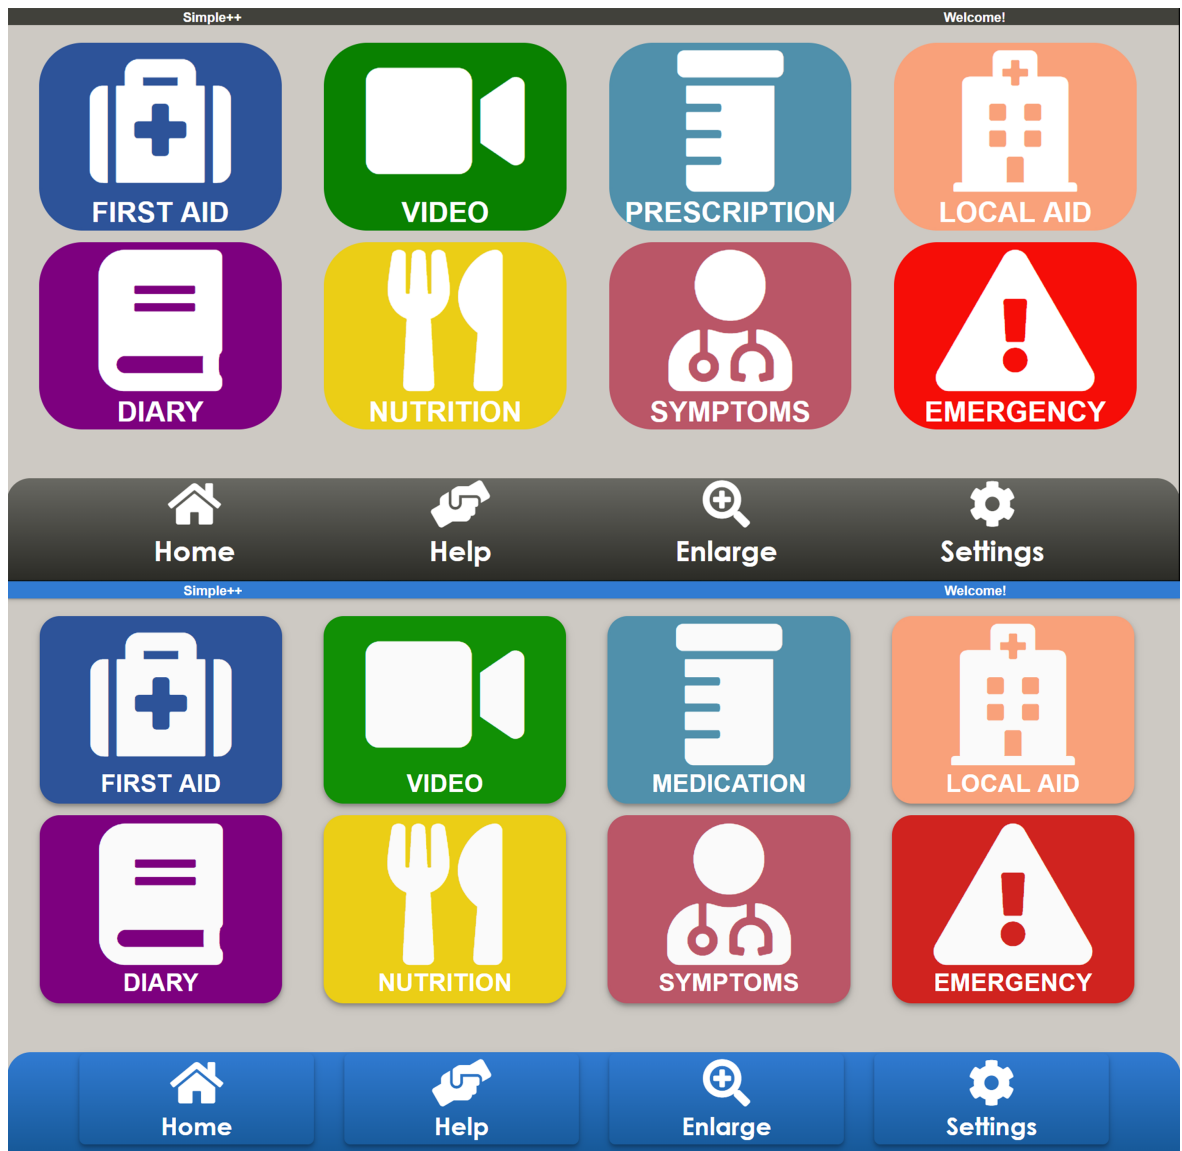 Simple++ Welcome!
FIRST AID VIDEO PRESCRIPTION LOCAL AID
DIARY NUTRITION SYMPTOMS EMERGENCY
Home Help Enlarge Settings
Simple++ Welcome!
FIRST AID VIDEO MEDICATION LOCAL AID
DIARY NUTRITION SYMPTOMS EMERGENCY
Home Help Enlarge Settings